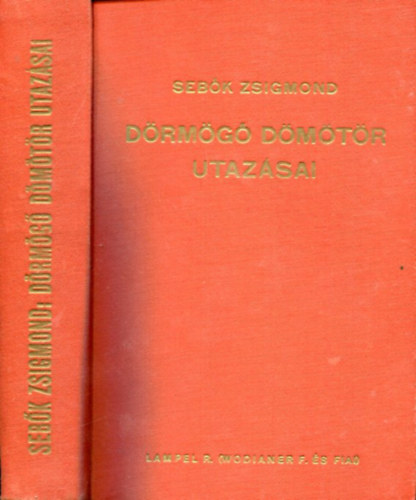 SEBŐK ZSIGMOND: DÖRMÖGŐ DÖMÖTÖR UTAZÁSAI
SEBŐK ZSIGMOND
DÖRMÖGŐ DÖMÖTÖR
UTAZÁSAI
LAMPEL R. (WODIANER F. ÉS FIAI)